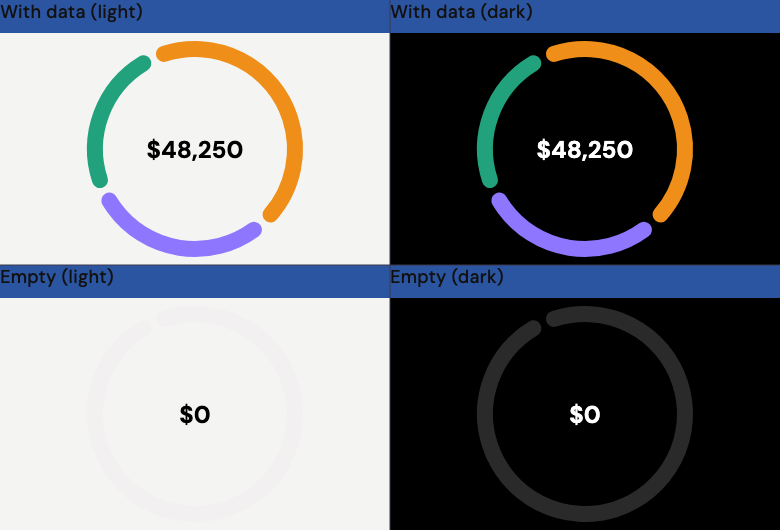 With data (light)
With data (dark)
$48,250
$48,250
Empty (light)
Empty (dark)
$0
$0